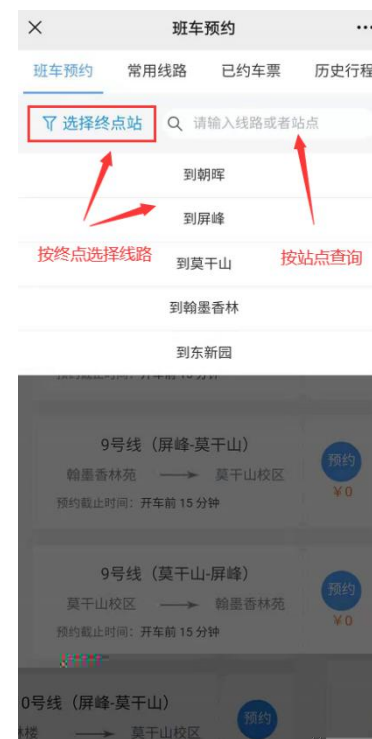 班车预约
班车预约 常用线路 已约车票 历史行程
选择终点站 请输入线路或者站点
到朝晖
到屏峰
按终点选择线路 到莫干山 按站点查询
到翰墨香林
到东新园
预约截止时间：开车前 15 分钟
9号线（屏峰-莫干山）
翰墨香林苑 莫干山校区
预约
¥0
预约截止时间：开车前 15 分钟
9号线（莫干山-屏峰）
莫干山校区 翰墨香林苑
预约
¥0
预约截止时间：开车前 15 分钟
0号线（屏峰-莫干山）
楼 莫干山校区
预约